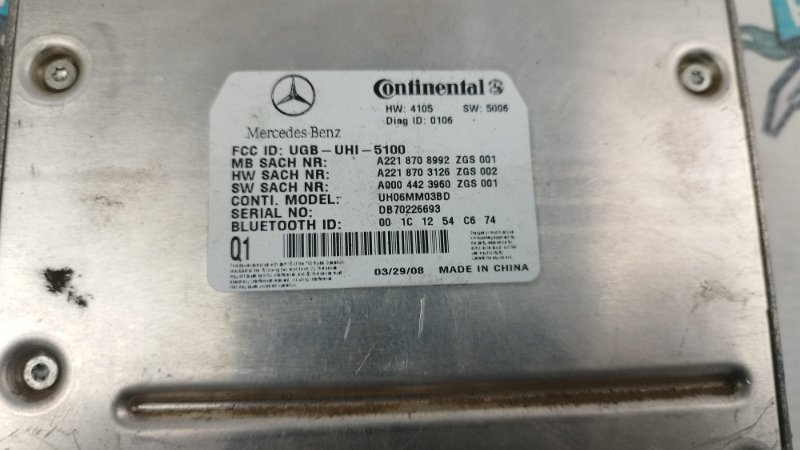 Continental
HW: 4105 SW: 5006
Diag ID: 0106
Mercedes-Benz
FCC ID: UGB-UHI-5100
MB SACH NR: A221 870 8992 ZGS 001
HW SACH NR: A221 870 3126 ZGS 002
SW SACH NR: A000 442 3960 ZGS 001
CONTI. MODEL: UH06MM03BD
SERIAL NO: DB70226693
BLUETOOTH ID: 00 1C 12 54 C6 74
Q1
03/29/08 MADE IN CHINA